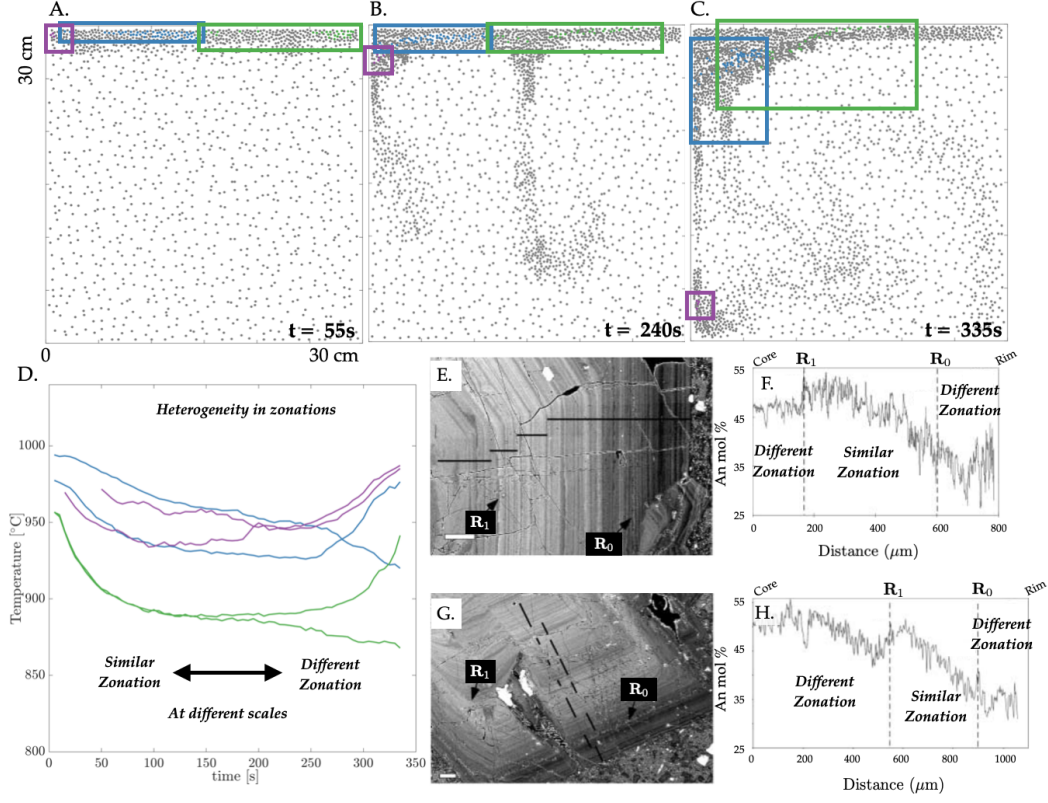 A.
B.
C.
30 cm
t = 55s
t = 240s
t = 335s
0
30 cm
D.
Heterogeneity in zonations
1000
950
900
850
800
Temperature [°C]
Similar
Zonation
Different
Zonation
At different scales
0
50
100
150
200
250
300
350
time [s]
E.
R1
R0
F.
Core
R1
R0
Rim
55
45
35
25
An mol %
Different
Zonation
Similar
Zonation
Different
Zonation
0
200
400
600
800
Distance (μm)
G.
R1
R0
H.
Core
R1
R0
Rim
55
45
35
25
An mol %
Different
Zonation
Similar
Zonation
Different
Zonation
0
200
400
600
800
1000
Distance (μm)